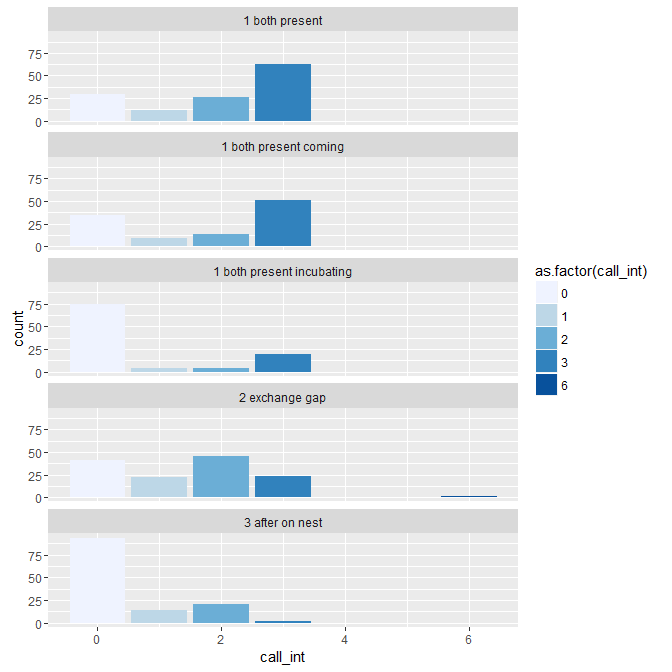 1 both present
75
50
25
0
1 both present coming
75
50
25
0
1 both present incubating
75
50
25
0
2 exchange gap
75
50
25
0
3 after on nest
75
50
25
0
0 2 4 6
call_int
count
as.factor(call_int)
0
1
2
3
6